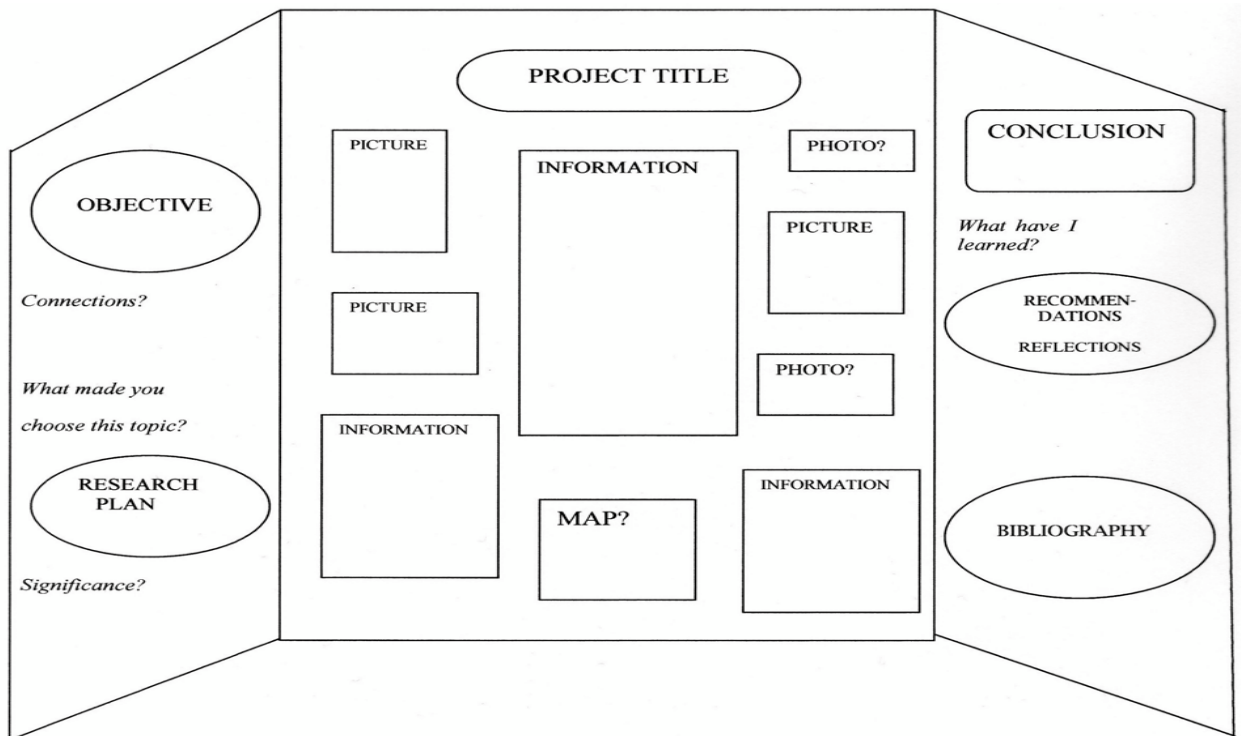 OBJECTIVE
Connections?
What made you
choose this topic?
RESEARCH
PLAN
Significance?
PROJECT TITLE
PICTURE
PICTURE
INFORMATION
INFORMATION
MAP?
PHOTO?
PICTURE
PHOTO?
INFORMATION
CONCLUSION
What have I
learned?
RECOMMEN-
DATIONS
REFLECTIONS
BIBLIOGRAPHY